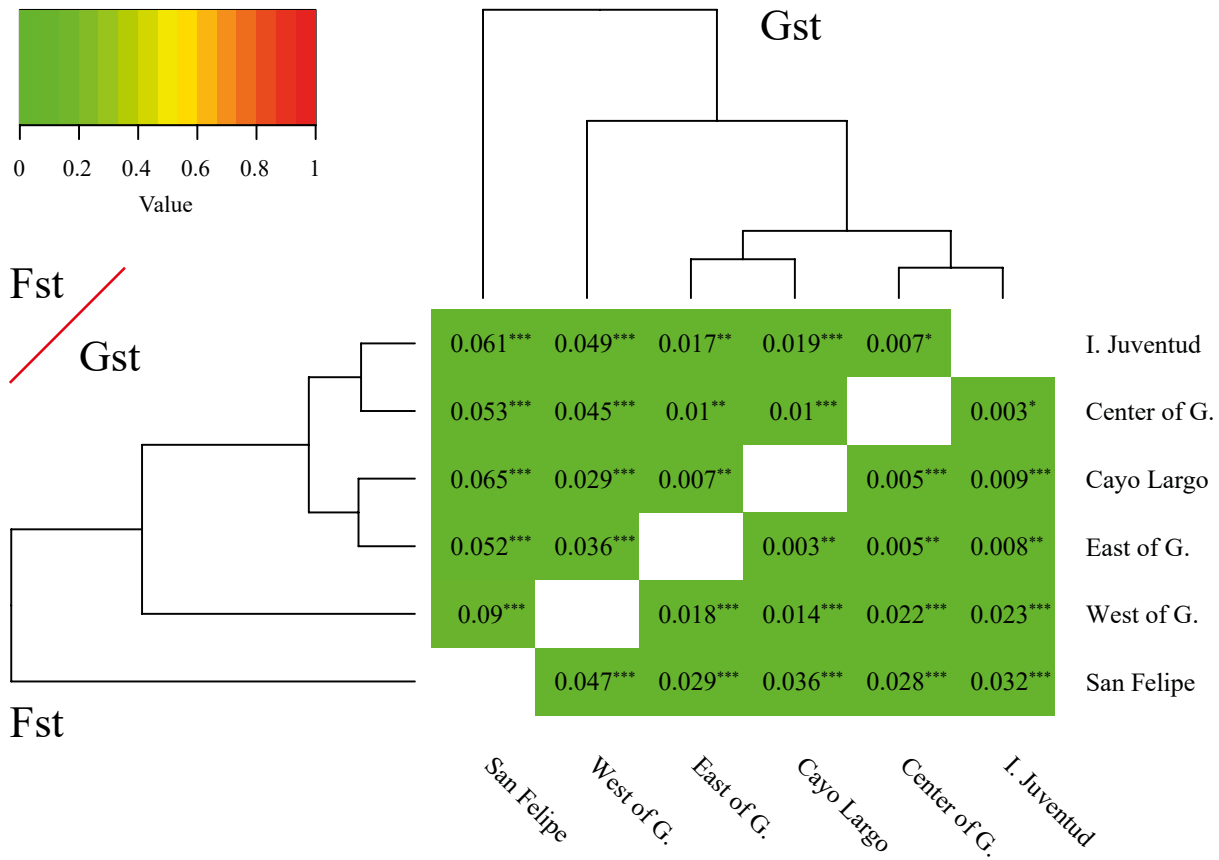 Gst
0 0.2 0.4 0.6 0.8 1
Value
Fst
Gst
0.061*** 0.049*** 0.017** 0.019*** 0.007* I. Juventud
0.053*** 0.045*** 0.01** 0.01*** 0.003* Center of G.
0.065*** 0.029*** 0.007** 0.005*** 0.009*** Cayo Largo
0.052*** 0.036*** 0.003** 0.005** 0.008** East of G.
0.09*** 0.018*** 0.014*** 0.022*** 0.023*** West of G.
0.047*** 0.029*** 0.036*** 0.028*** 0.032*** San Felipe
Fst
San Felipe West of G. East of G. Cayo Largo Center of G. I. Juventud